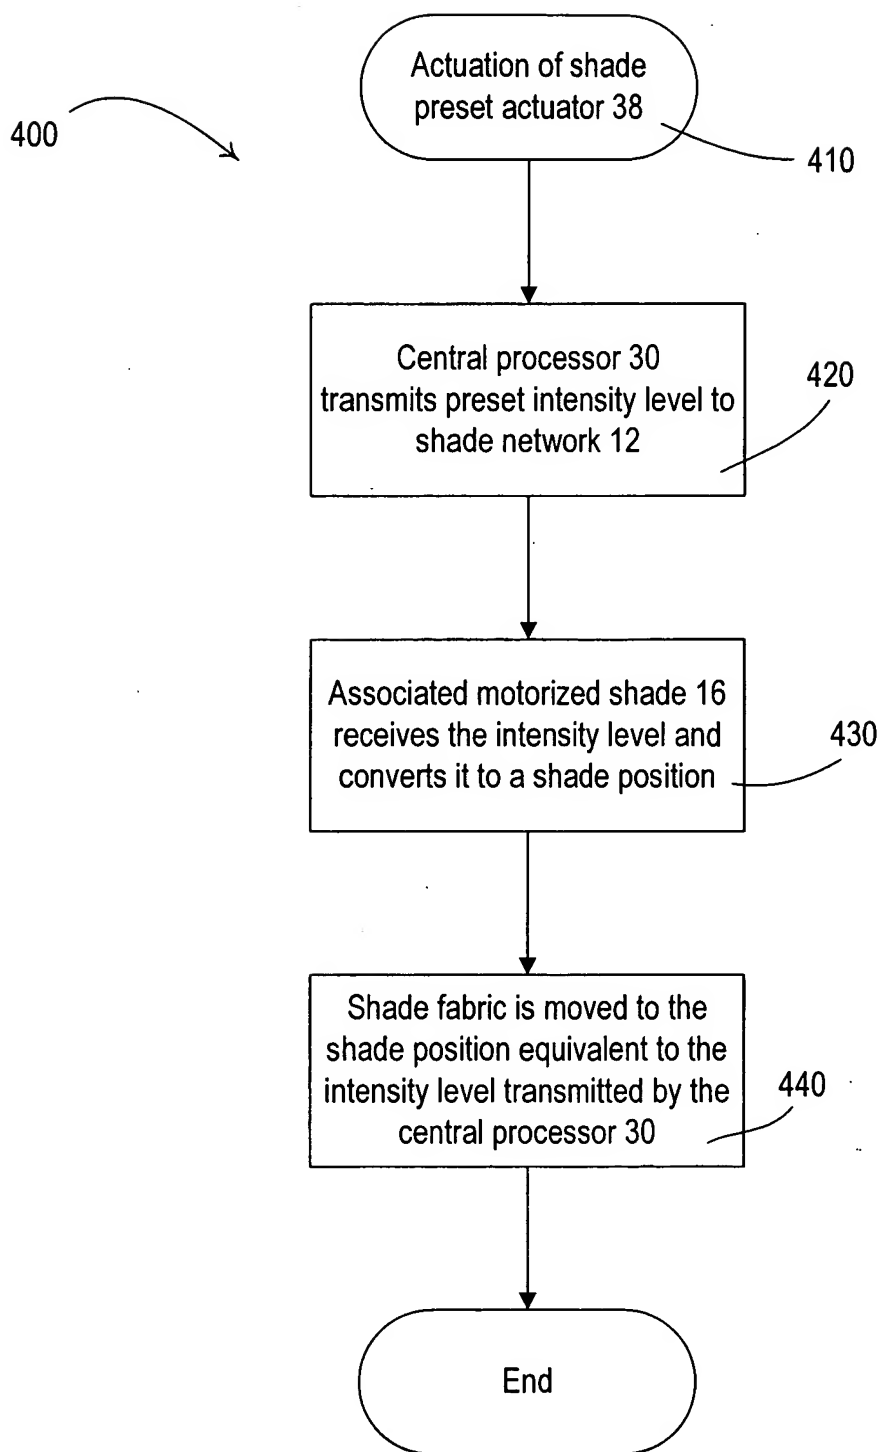 Actuation of shade
preset actuator 38
400
410
Central processor 30
transmits preset intensity level to
shade network 12
420
Associated motorized shade 16
receives the intensity level and
converts it to a shade position
430
Shade fabric is moved to the
shade position equivalent to the
intensity level transmitted by the
central processor 30
440
End